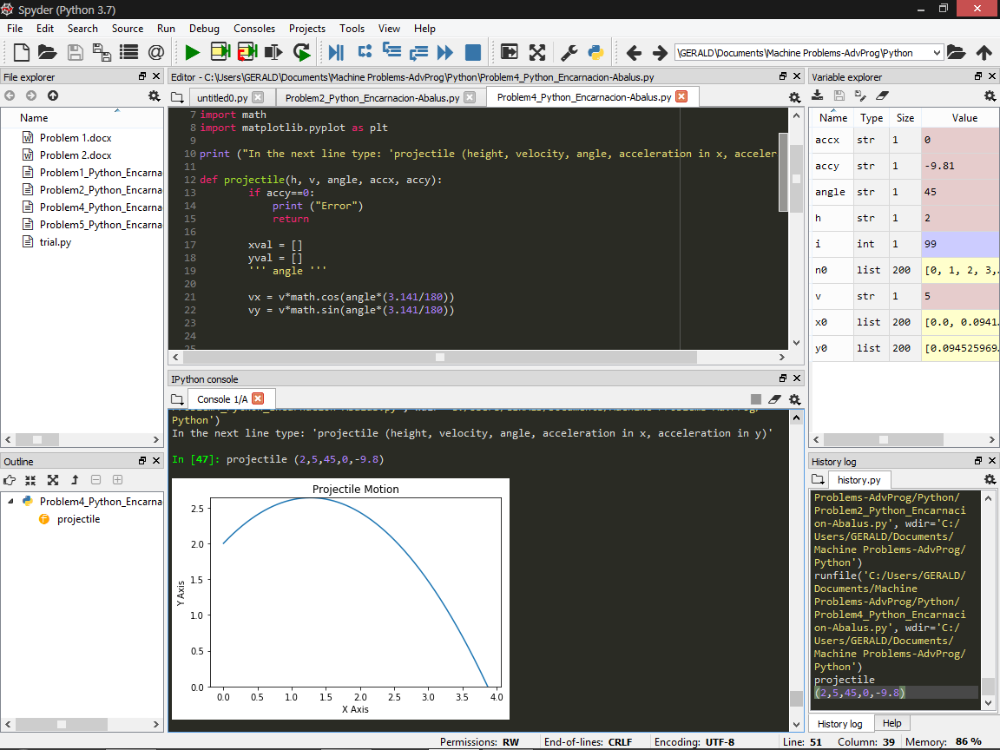 Spyder (Python 3.7)
File Edit Search Source Run Debug Consoles Projects Tools View Help
\GERALD\Documents\Machine Problems-AdvProg\Python
File explorer
Name
Problem 1.docx
Problem 2.docx
Problem1_Python_Encarna
Problem2_Python_Encarna
Problem4_Python_Encarna
Problem5_Python_Encarna
trial.py
Outline
Problem4_Python_Encarna
projectile
Editor - C:\Users\GERALD\Documents\Machine Problems-AdvProg\Python\Problem4_Python_Encarnacion-Abalus.py
untitled0.py Problem2_Python_Encarnacion-Abalus.py Problem4_Python_Encarnacion-Abalus.py
7 import math
8 import matplotlib.pyplot as plt
9
10 print ("In the next line type: 'projectile (height, velocity, angle, acceleration in x, acceler
11
12 def projectile(h, v, angle, accx, accy):
13 if accy==0:
14 print ("Error")
15 return
16
17 xval = []
18 yval = []
19 ''' angle '''
20
21 vx = v*math.cos(angle*(3.141/180))
22 vy = v*math.sin(angle*(3.141/180))
23
24
25
IPython console
Console 1/A
Python')
In the next line type: 'projectile (height, velocity, angle, acceleration in x, acceleration in y)'
In [47]: projectile (2,5,45,0,-9.8)
Projectile Motion
Y Axis
2.5
2.0
1.5
1.0
0.5
0.0
0.0 0.5 1.0 1.5 2.0 2.5 3.0 3.5 4.0
X Axis
Variable explorer
Name Type Size Value
accx str 1 0
accy str 1 -9.81
angle str 1 45
h str 1 2
i int 1 99
n0 list 200 [0, 1, 2, 3,.
v str 1 5
x0 list 200 [0.0, 0.0941.
y0 list 200 [0.094525969.
History log
history.py
Problems-AdvProg/Python/
Problem2_Python_Encarnaci
on-Abalus.py', wdir='C:/
Users/GERALD/Documents/
Machine Problems-AdvProg/
Python')
runfile('C:/Users/GERALD/
Documents/Machine
Problems-AdvProg/Python/
Problem4_Python_Encarnaci
on-Abalus.py', wdir='C:/
Users/GERALD/Documents/
Machine Problems-AdvProg/
Python')
projectile
(2,5,45,0,-9.8)
History log Help
Permissions: RW End-of-lines: CRLF Encoding: UTF-8 Line: 51 Column: 39 Memory: 86 %